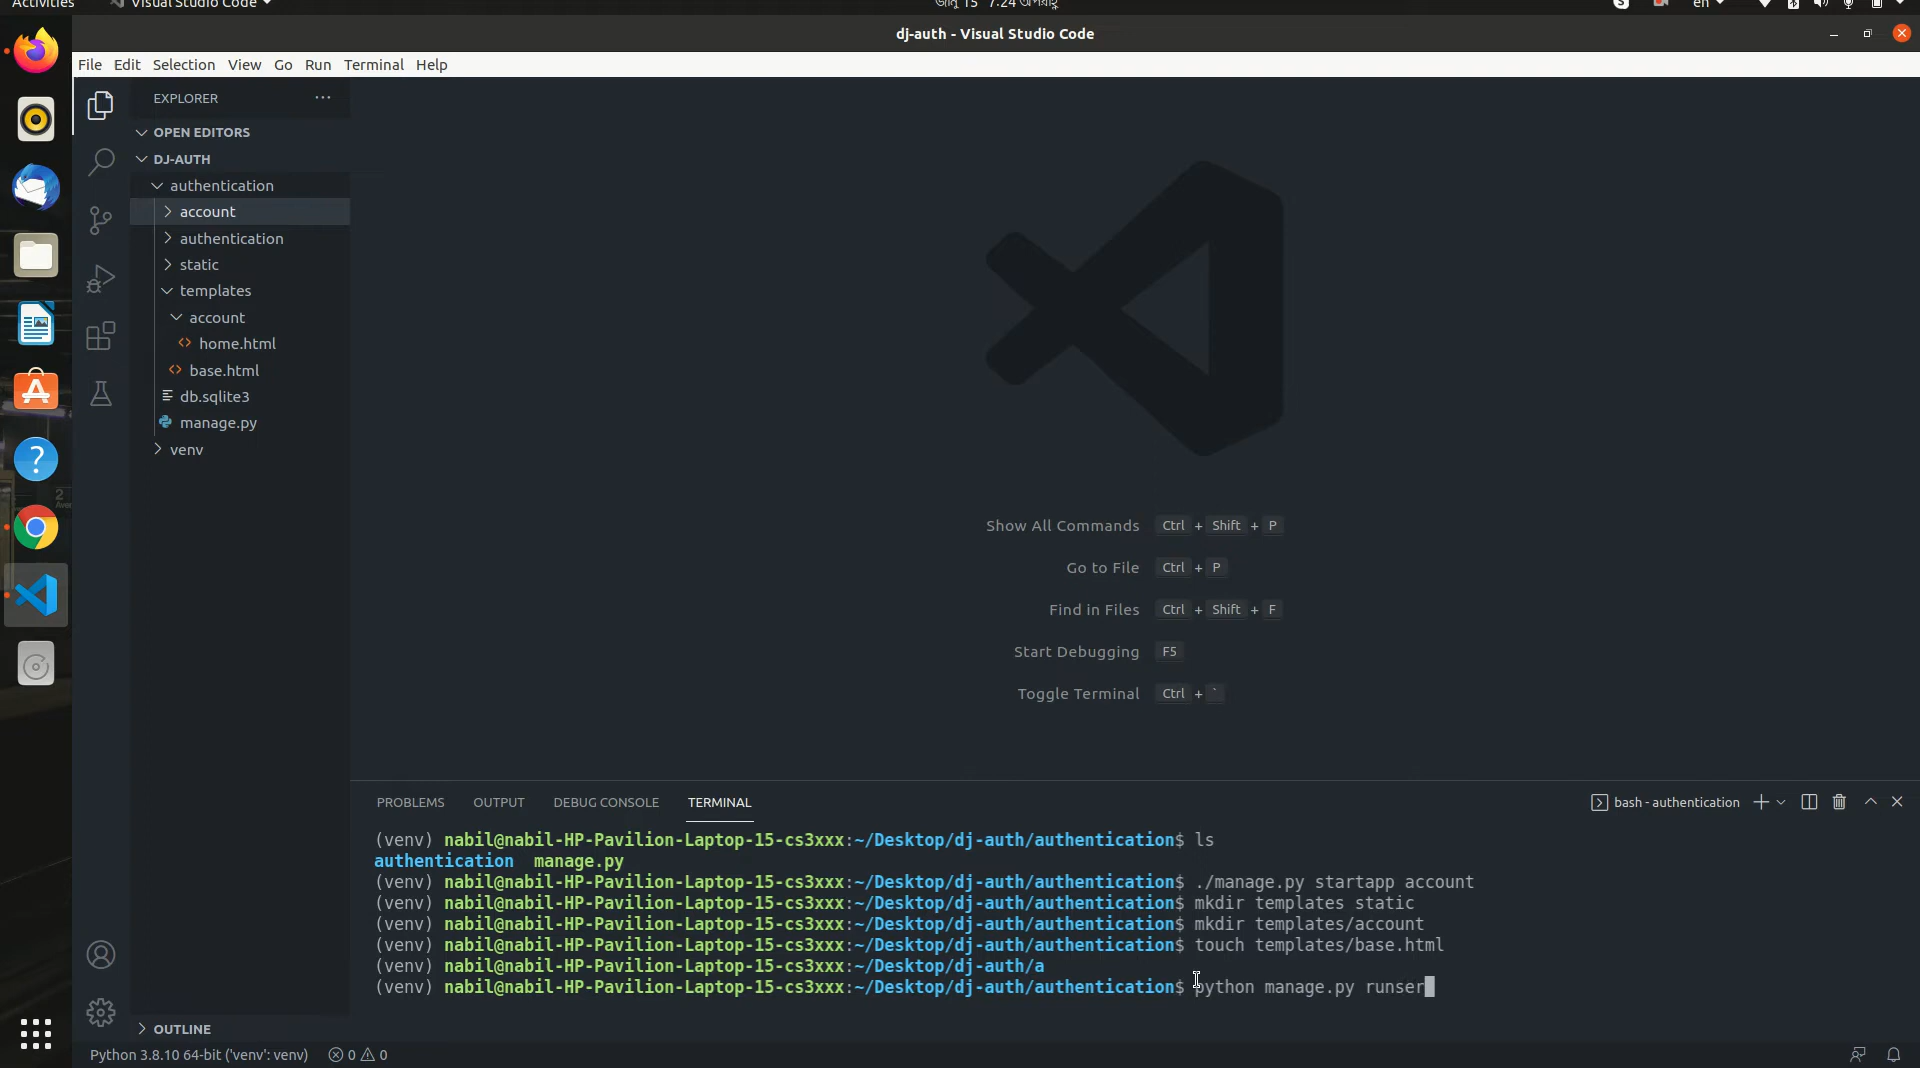 Activities Visual Studio Code জানু 15 7:24 অপরাহ্ণ en
dj-auth - Visual Studio Code
File Edit Selection View Go Run Terminal Help
EXPLORER ...
OPEN EDITORS
DJ-AUTH
authentication
account
authentication
static
templates
account
<> home.html
<> base.html
db.sqlite3
manage.py
venv
OUTLINE
Show All Commands Ctrl + Shift + P
Go to File Ctrl + P
Find in Files Ctrl + Shift + F
Start Debugging F5
Toggle Terminal Ctrl + `
PROBLEMS OUTPUT DEBUG CONSOLE TERMINAL bash - authentication
(venv) nabil@nabil-HP-Pavilion-Laptop-15-cs3xxx:~/Desktop/dj-auth/authentication$ ls
authentication manage.py
(venv) nabil@nabil-HP-Pavilion-Laptop-15-cs3xxx:~/Desktop/dj-auth/authentication$ ./manage.py startapp account
(venv) nabil@nabil-HP-Pavilion-Laptop-15-cs3xxx:~/Desktop/dj-auth/authentication$ mkdir templates static
(venv) nabil@nabil-HP-Pavilion-Laptop-15-cs3xxx:~/Desktop/dj-auth/authentication$ mkdir templates/account
(venv) nabil@nabil-HP-Pavilion-Laptop-15-cs3xxx:~/Desktop/dj-auth/authentication$ touch templates/base.html
(venv) nabil@nabil-HP-Pavilion-Laptop-15-cs3xxx:~/Desktop/dj-auth/a
(venv) nabil@nabil-HP-Pavilion-Laptop-15-cs3xxx:~/Desktop/dj-auth/authentication$ python manage.py runser
Python 3.8.10 64-bit ('venv': venv) 0 0